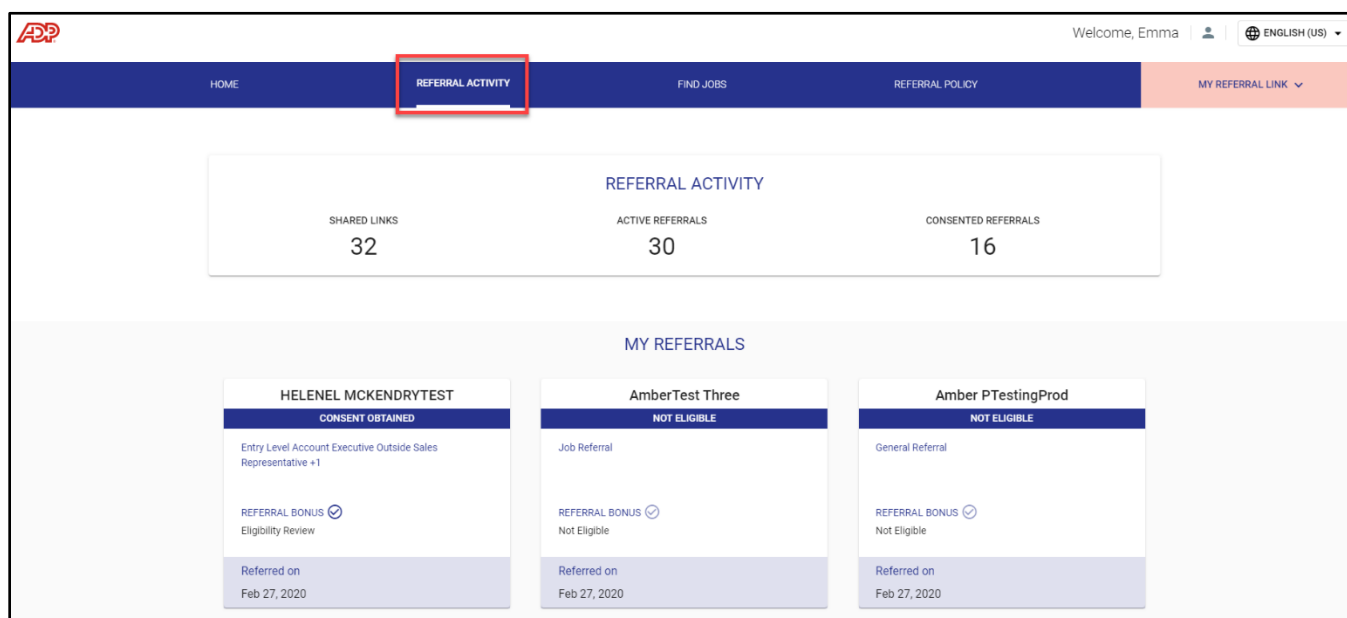 ADP
Welcome, Emma
ENGLISH (US)
HOME
REFERRAL ACTIVITY
FIND JOBS
REFERRAL POLICY
MY REFERRAL LINK
REFERRAL ACTIVITY
SHARED LINKS
ACTIVE REFERRALS
CONSENTED REFERRALS
32
30
16
MY REFERRALS
HELENEL MCKENDRYTEST
CONSENT OBTAINED
Entry Level Account Executive Outside Sales
Representative +1
REFERRAL BONUS
Eligibility Review
Referred on
Feb 27, 2020
AmberTest Three
NOT ELIGIBLE
Job Referral
REFERRAL BONUS
Not Eligible
Referred on
Feb 27, 2020
Amber PTestingProd
NOT ELIGIBLE
General Referral
REFERRAL BONUS
Not Eligible
Referred on
Feb 27, 2020